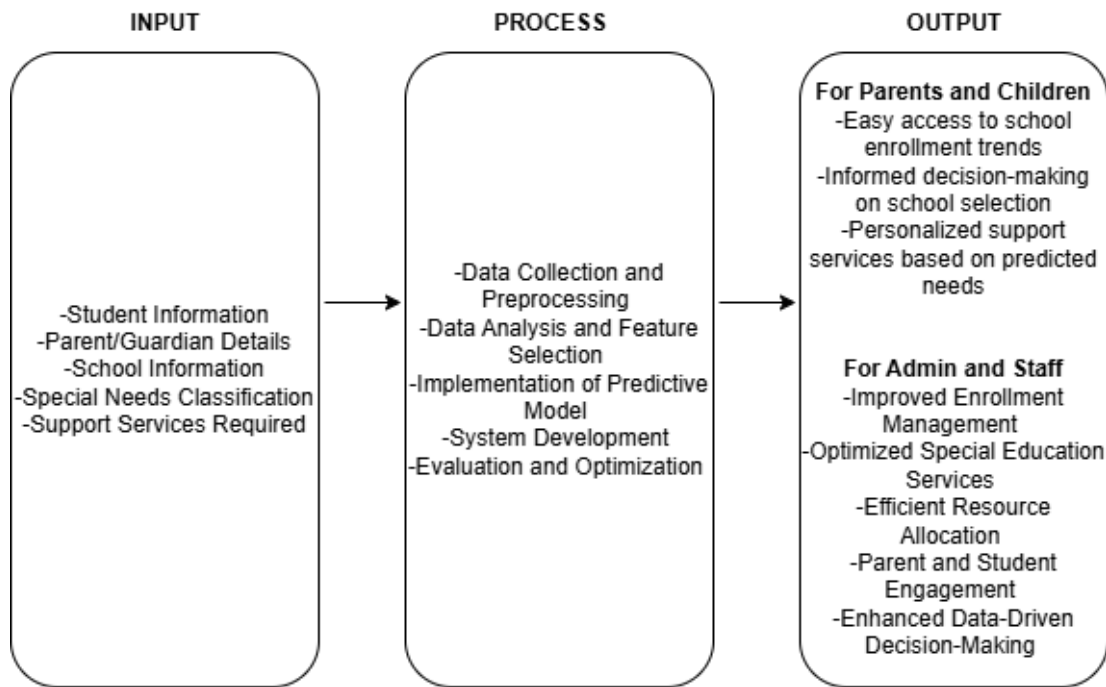 INPUT
-Student Information
-Parent/Guardian Details
-School Information
-Special Needs Classification
-Support Services Required
PROCESS
-Data Collection and
Preprocessing
-Data Analysis and Feature
Selection
-Implementation of Predictive
Model
-System Development
-Evaluation and Optimization
OUTPUT
For Parents and Children
-Easy access to school
enrollment trends
-Informed decision-making
on school selection
-Personalized support
services based on predicted
needs
For Admin and Staff
-Improved Enrollment
Management
-Optimized Special Education
Services
-Efficient Resource
Allocation
-Parent and Student
Engagement
-Enhanced Data-Driven
Decision-Making